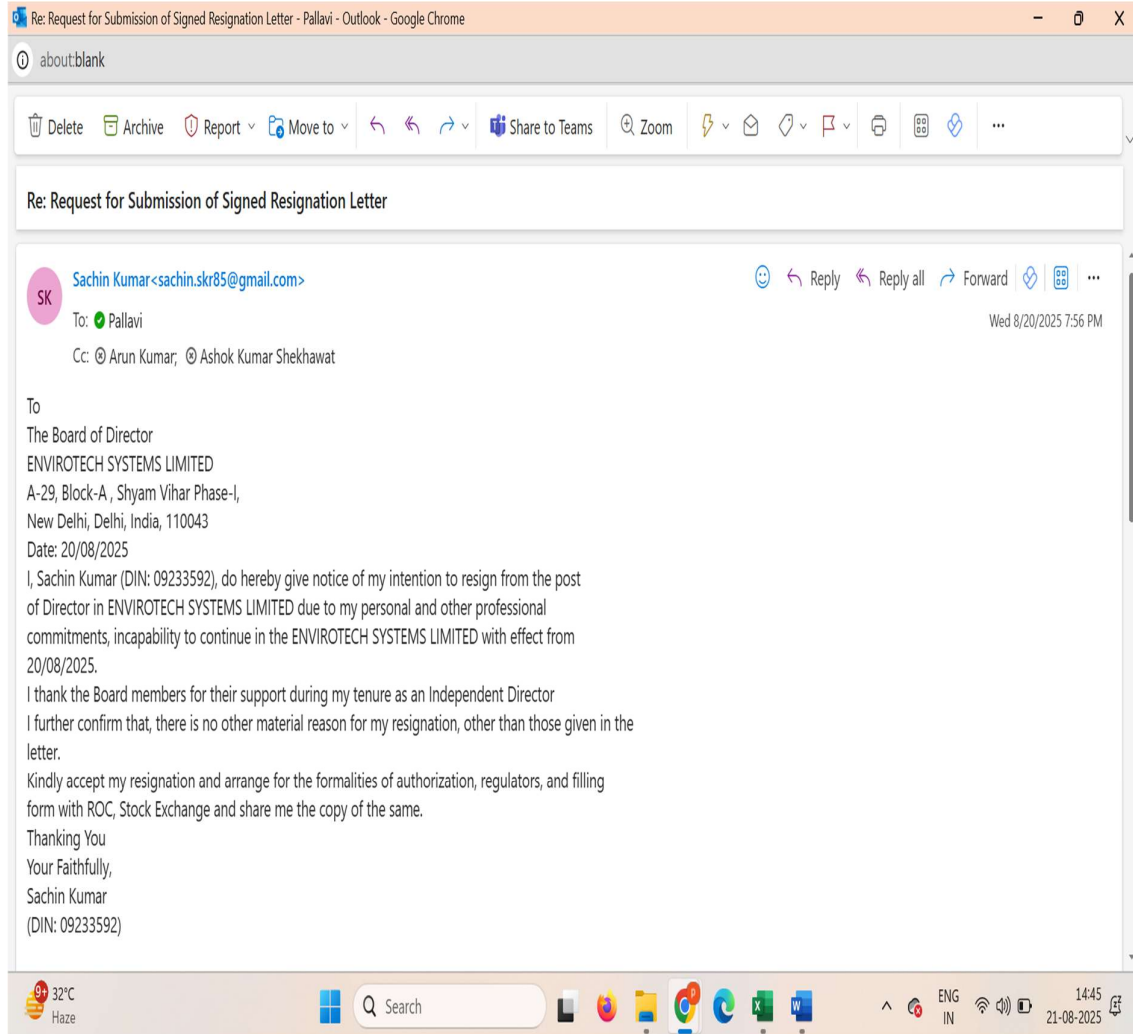 Re: Request for Submission of Signed Resignation Letter - Pallavi - Outlook - Google Chrome
about:blank
Delete Archive Report Move to Share to Teams Zoom
Re: Request for Submission of Signed Resignation Letter
SK
Sachin Kumar<sachin.skr85@gmail.com>
Reply Reply all Forward
To: Pallavi
Wed 8/20/2025 7:56 PM
Cc: Arun Kumar; Ashok Kumar Shekhawat
To
The Board of Director
ENVIROTECH SYSTEMS LIMITED
A-29, Block-A , Shyam Vihar Phase-I,
New Delhi, Delhi, India, 110043
Date: 20/08/2025
I, Sachin Kumar (DIN: 09233592), do hereby give notice of my intention to resign from the post
of Director in ENVIROTECH SYSTEMS LIMITED due to my personal and other professional
commitments, incapability to continue in the ENVIROTECH SYSTEMS LIMITED with effect from
20/08/2025.
I thank the Board members for their support during my tenure as an Independent Director
I further confirm that, there is no other material reason for my resignation, other than those given in the
letter.
Kindly accept my resignation and arrange for the formalities of authorization, regulators, and filling
form with ROC, Stock Exchange and share me the copy of the same.
Thanking You
Your Faithfully,
Sachin Kumar
(DIN: 09233592)
9+
32°C
Haze
Search
ENG
IN
14:45
21-08-2025